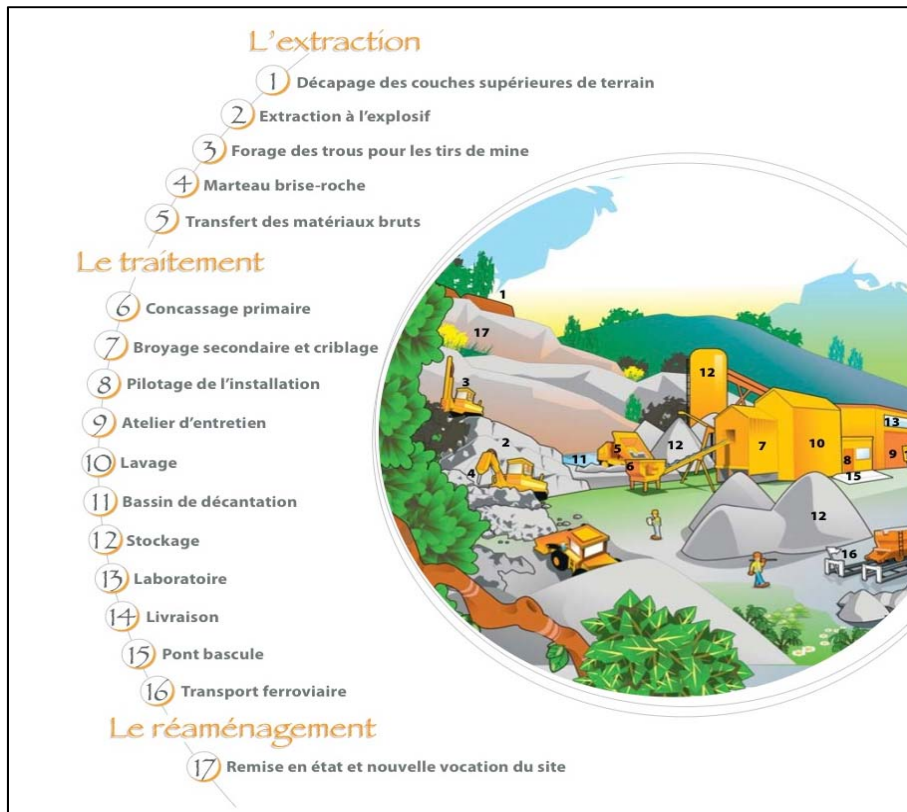 L'extraction
1 Décapage des couches supérieures de terrain
2 Extraction à l'explosif
3 Forage des trous pour les tirs de mine
4 Marteau brise-roche
5 Transfert des matériaux bruts
Le traitement
6 Concassage primaire
7 Broyage secondaire et criblage
8 Pilotage de l'installation
9 Atelier d'entretien
10 Lavage
11 Bassin de décantation
12 Stockage
13 Laboratoire
14 Livraison
15 Pont bascule
16 Transport ferroviaire
Le réaménagement
17 Remise en état et nouvelle vocation du site
1
17
3
12
13
2
12
5
11
6
7
10
8
9
4
15
12
16